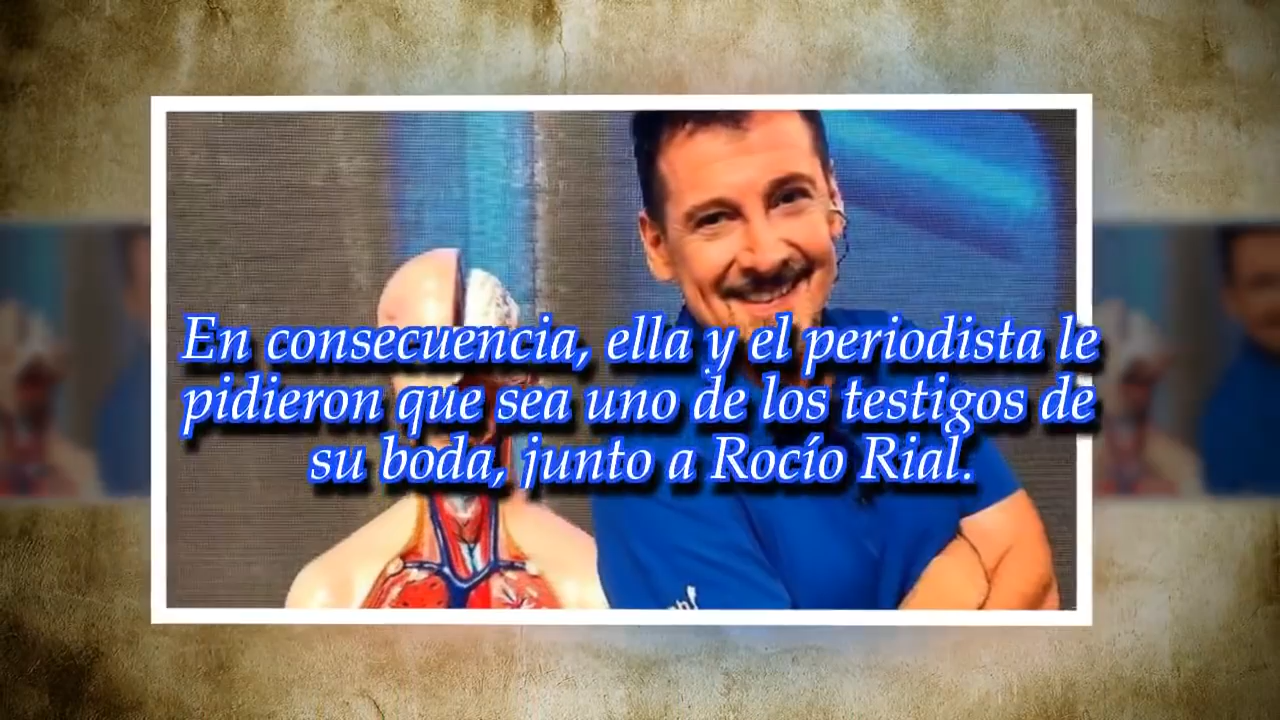 En consecuencia, ella y el periodista le
pidieron que sea uno de los testigos de
su boda, junto a Rocío Rial.